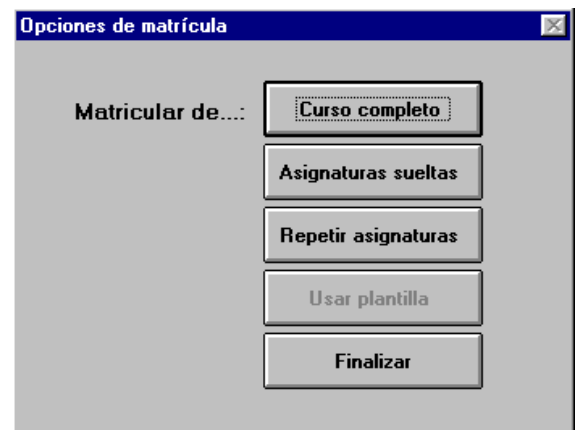 Opciones de matrícula
Matricular de...: Curso completo
Asignaturas sueltas
Repetir asignaturas
Usar plantilla
Finalizar